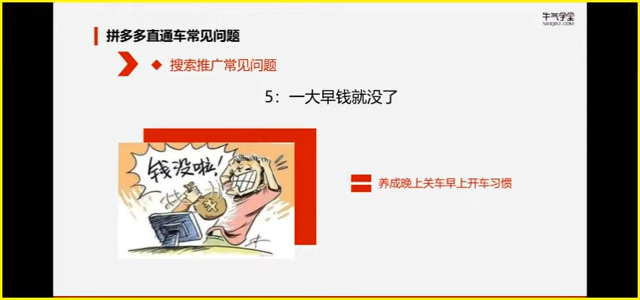 牛气学堂
拼多多直通车常见问题
搜索推广常见问题
5：一大早钱就没了
钱没啦！
养成晚上关车早上开车习惯